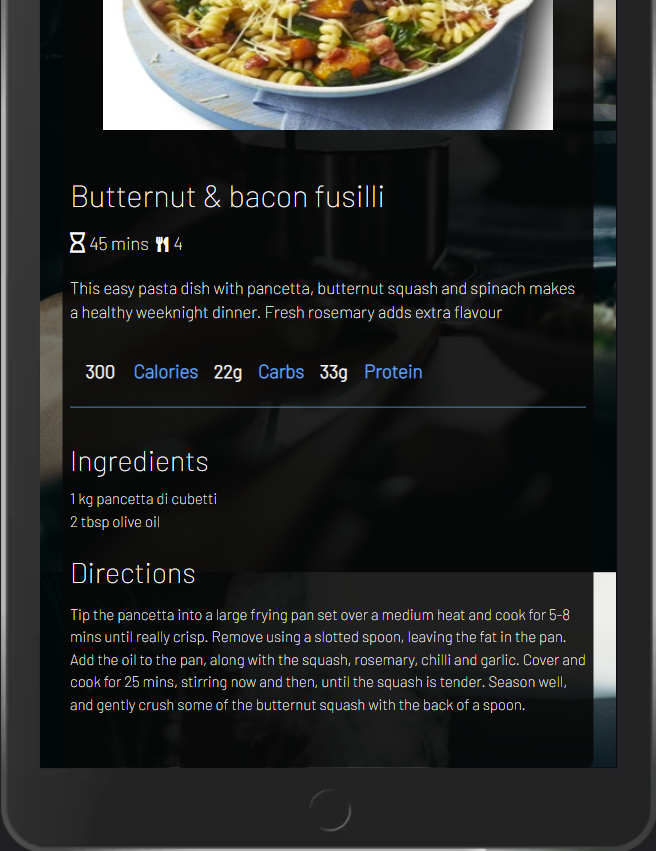 Butternut & bacon fusilli
45 mins 4
This easy pasta dish with pancetta, butternut squash and spinach makes
a healthy weeknight dinner. Fresh rosemary adds extra flavour
300 Calories 22g Carbs 33g Protein
Ingredients
1 kg pancetta di cubetti
2 tbsp olive oil
Directions
Tip the pancetta into a large frying pan set over a medium heat and cook for 5-8
mins until really crisp. Remove using a slotted spoon, leaving the fat in the pan.
Add the oil to the pan, along with the squash, rosemary, chilli and garlic. Cover and
cook for 25 mins, stirring now and then, until the squash is tender. Season well,
and gently crush some of the butternut squash with the back of a spoon.